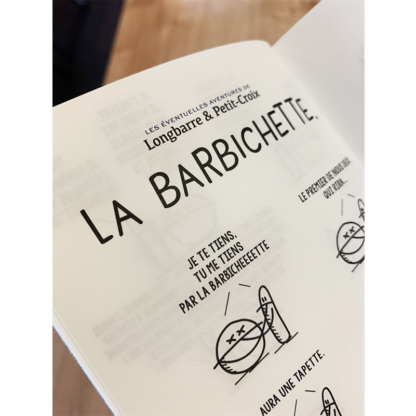 LES ÉVENTUELLES AVENTURES DE
Longbarre & Petit-Croix
LA BARBICHETTE.
JE TE TIENS,
TU ME TIENS
PAR LA BARBICHEEEETTE
LE PREMIER DE NOUS DEUX
QUI RIRA...
AURA UNE TAPETTE.